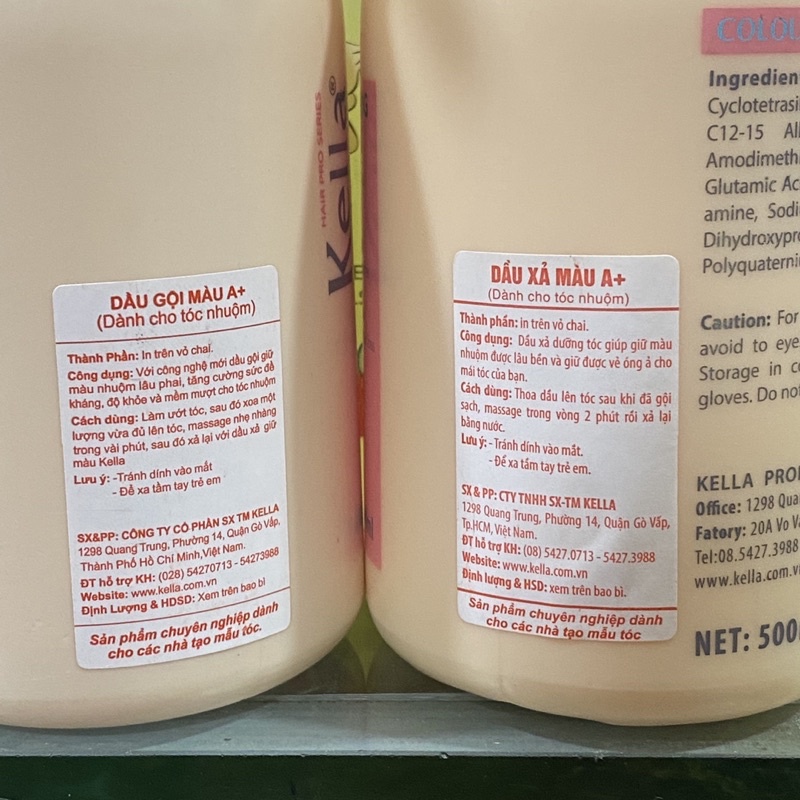 HAIR PRO SERIES
Kella®
DẦU GỘI MÀU A+
(Dành cho tóc nhuộm)
Thành Phần: In trên vỏ chai.
Công dụng: Với công nghệ mới dầu gội giữ
màu nhuộm lâu phai, tăng cường sức đề
kháng, độ khỏe và mềm mượt cho tóc nhuộm
Cách dùng: Làm ướt tóc, sau đó xoa một
lượng vừa đủ lên tóc, massage nhẹ nhàng
trong vài phút, sau đó xả lại với dầu xả giữ
màu Kella
Lưu ý: -Tránh dính vào mắt
- Để xa tầm tay trẻ em
SX&PP: CÔNG TY CỔ PHẦN SX TM KELLA
1298 Quang Trung, Phường 14, Quận Gò Vấp,
Thành Phố Hồ Chí Minh,Việt Nam.
ĐT hỗ trợ KH: (028) 54270713 - 54273988
Website: www.kella.com.vn
Định Lượng & HDSD: Xem trên bao bì
Sản phẩm chuyên nghiệp dành
cho các nhà tạo mẫu tóc.
DẦU XẢ MÀU A+
(Dành cho tóc nhuộm)
Thành phần: in trên vỏ chai.
Công dụng: Dầu xả dưỡng tóc giúp giữ màu
nhuộm được lâu bền và giữ được vẻ óng ả cho
mái tóc của bạn.
Cách dùng: Thoa dầu lên tóc sau khi đã gội
sạch, massage trong vòng 2 phút rồi xả lại
bằng nước.
Lưu ý: - Tránh dính vào mắt.
- Để xa tầm tay trẻ em.
SX & PP: CTY TNHH SX-TM KELLA
1298 Quang Trung, Phường 14, Quận Gò Vấp,
Tp.HCM, Việt Nam.
ĐT hỗ trợ KH: (08) 5427.0713 - 5427.3988
Website: www.kella.com.vn
Định lượng & HSD: xem trên bao bì.
Sản phẩm chuyên nghiệp dành
cho các nhà tạo mẫu tóc
COLOU
Ingredien
Cyclotetrasi
C12-15 All
Amodimeth
Glutamic Ac
amine, Sodi
Dihydroxypro
Polyquaterni
Caution: For
avoid to eye
Storage in c
gloves. Do not
KELLA PRO
Office: 1298 Qua
Fatory: 20A Vo V
Tel:08.5427.3988
www.kella.com.v
NET: 500